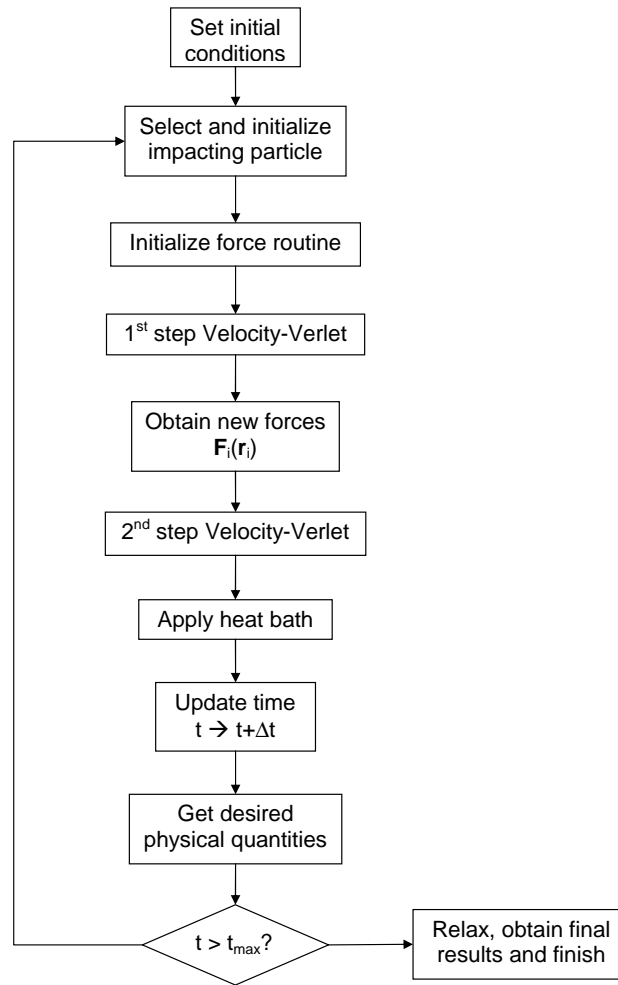 Set initial
conditions
Select and initialize
impacting particle
Initialize force routine
1st step Velocity-Verlet
Obtain new forces
Fi(ri)
2nd step Velocity-Verlet
Apply heat bath
Update time
t → t+Δt
Get desired
physical quantities
t > tmax?
Relax, obtain final
results and finish